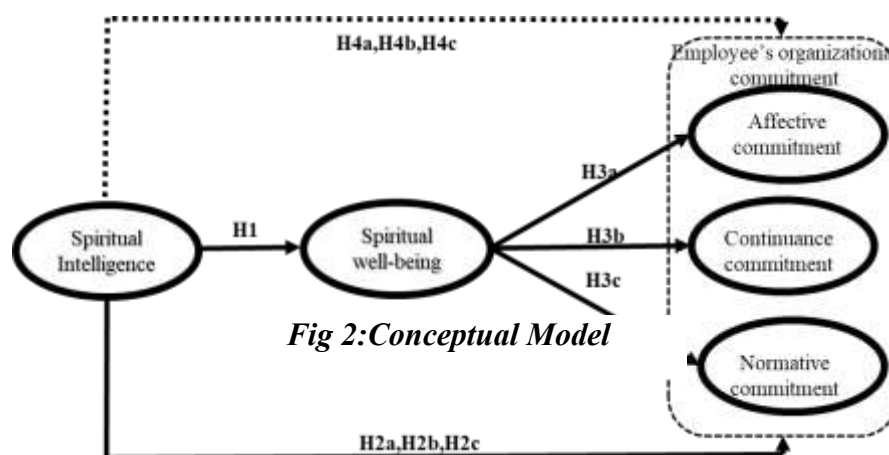 H4a,H4b,H4c
Employee's organizationa
commitment
Affective
commitment
H3a
H1
Spiritual
Intelligence
Spiritual
well-being
H3b
Continuance
commitment
H3c
Fig 2:Conceptual Model
Normative
commitment
H2a,H2b,H2c